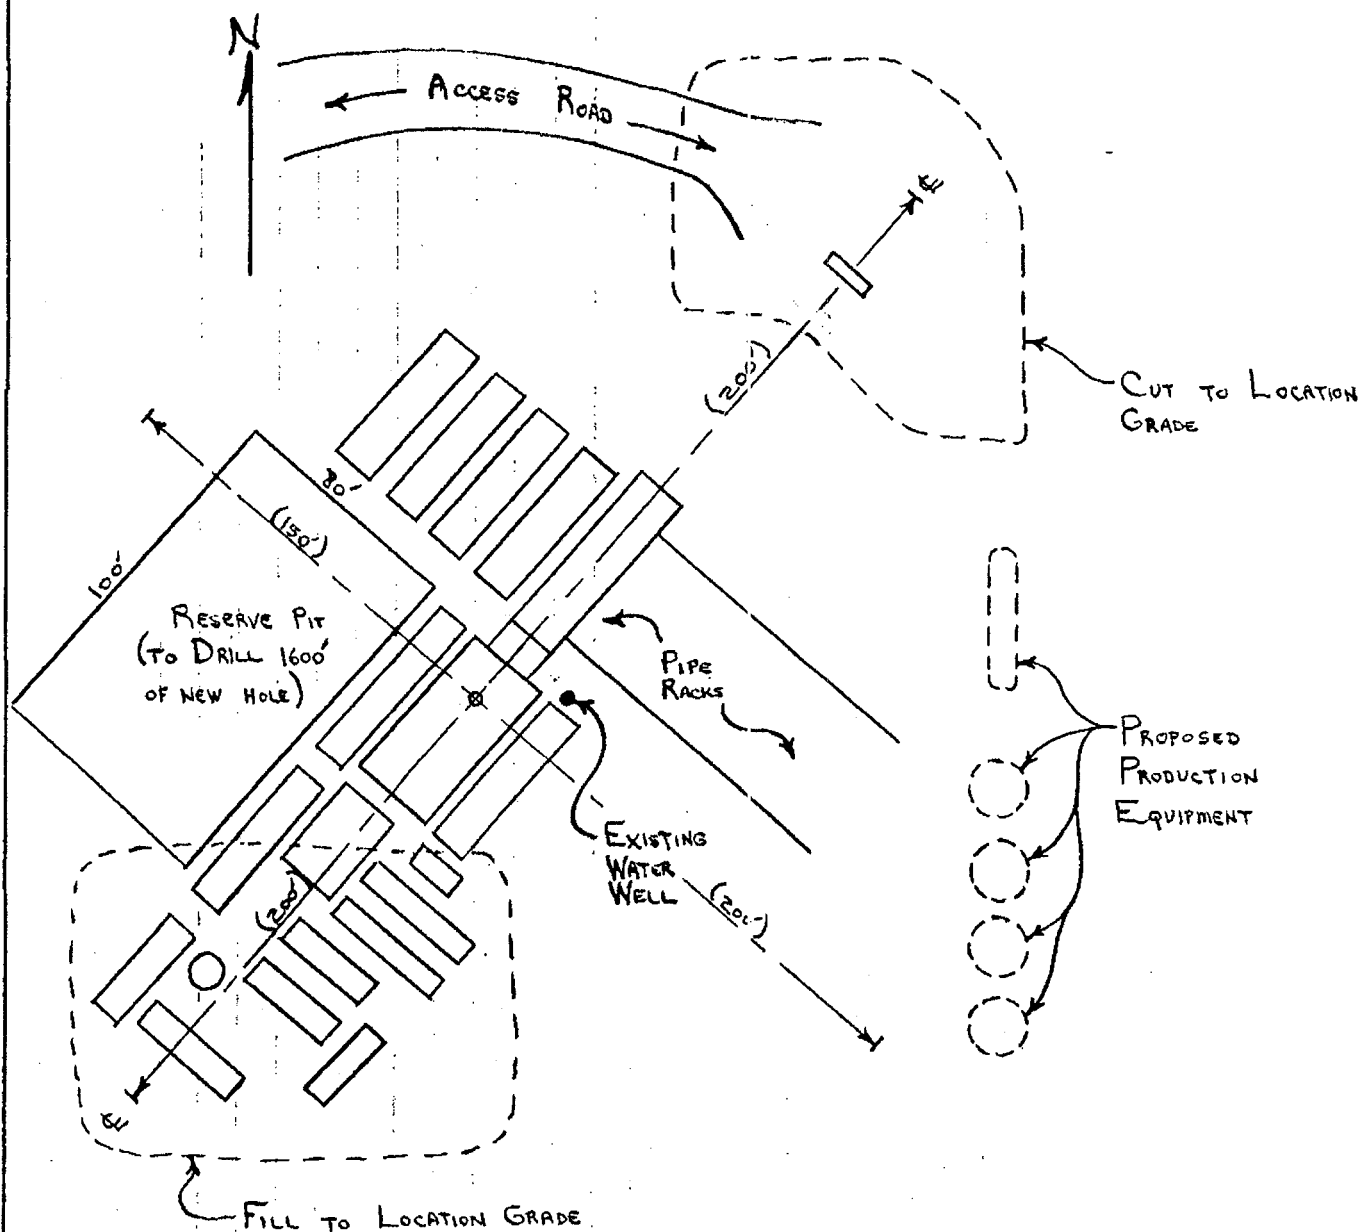 N
ACCESS ROAD
℄
(200')
CUT TO LOCATION
GRADE
80'
(150')
100'
RESERVE PIT
(TO DRILL 1600'
OF NEW HOLE)
PIPE
RACKS
PROPOSED
PRODUCTION
EQUIPMENT
EXISTING
WATER
WELL
(200')
(200')
℄
FILL TO LOCATION GRADE